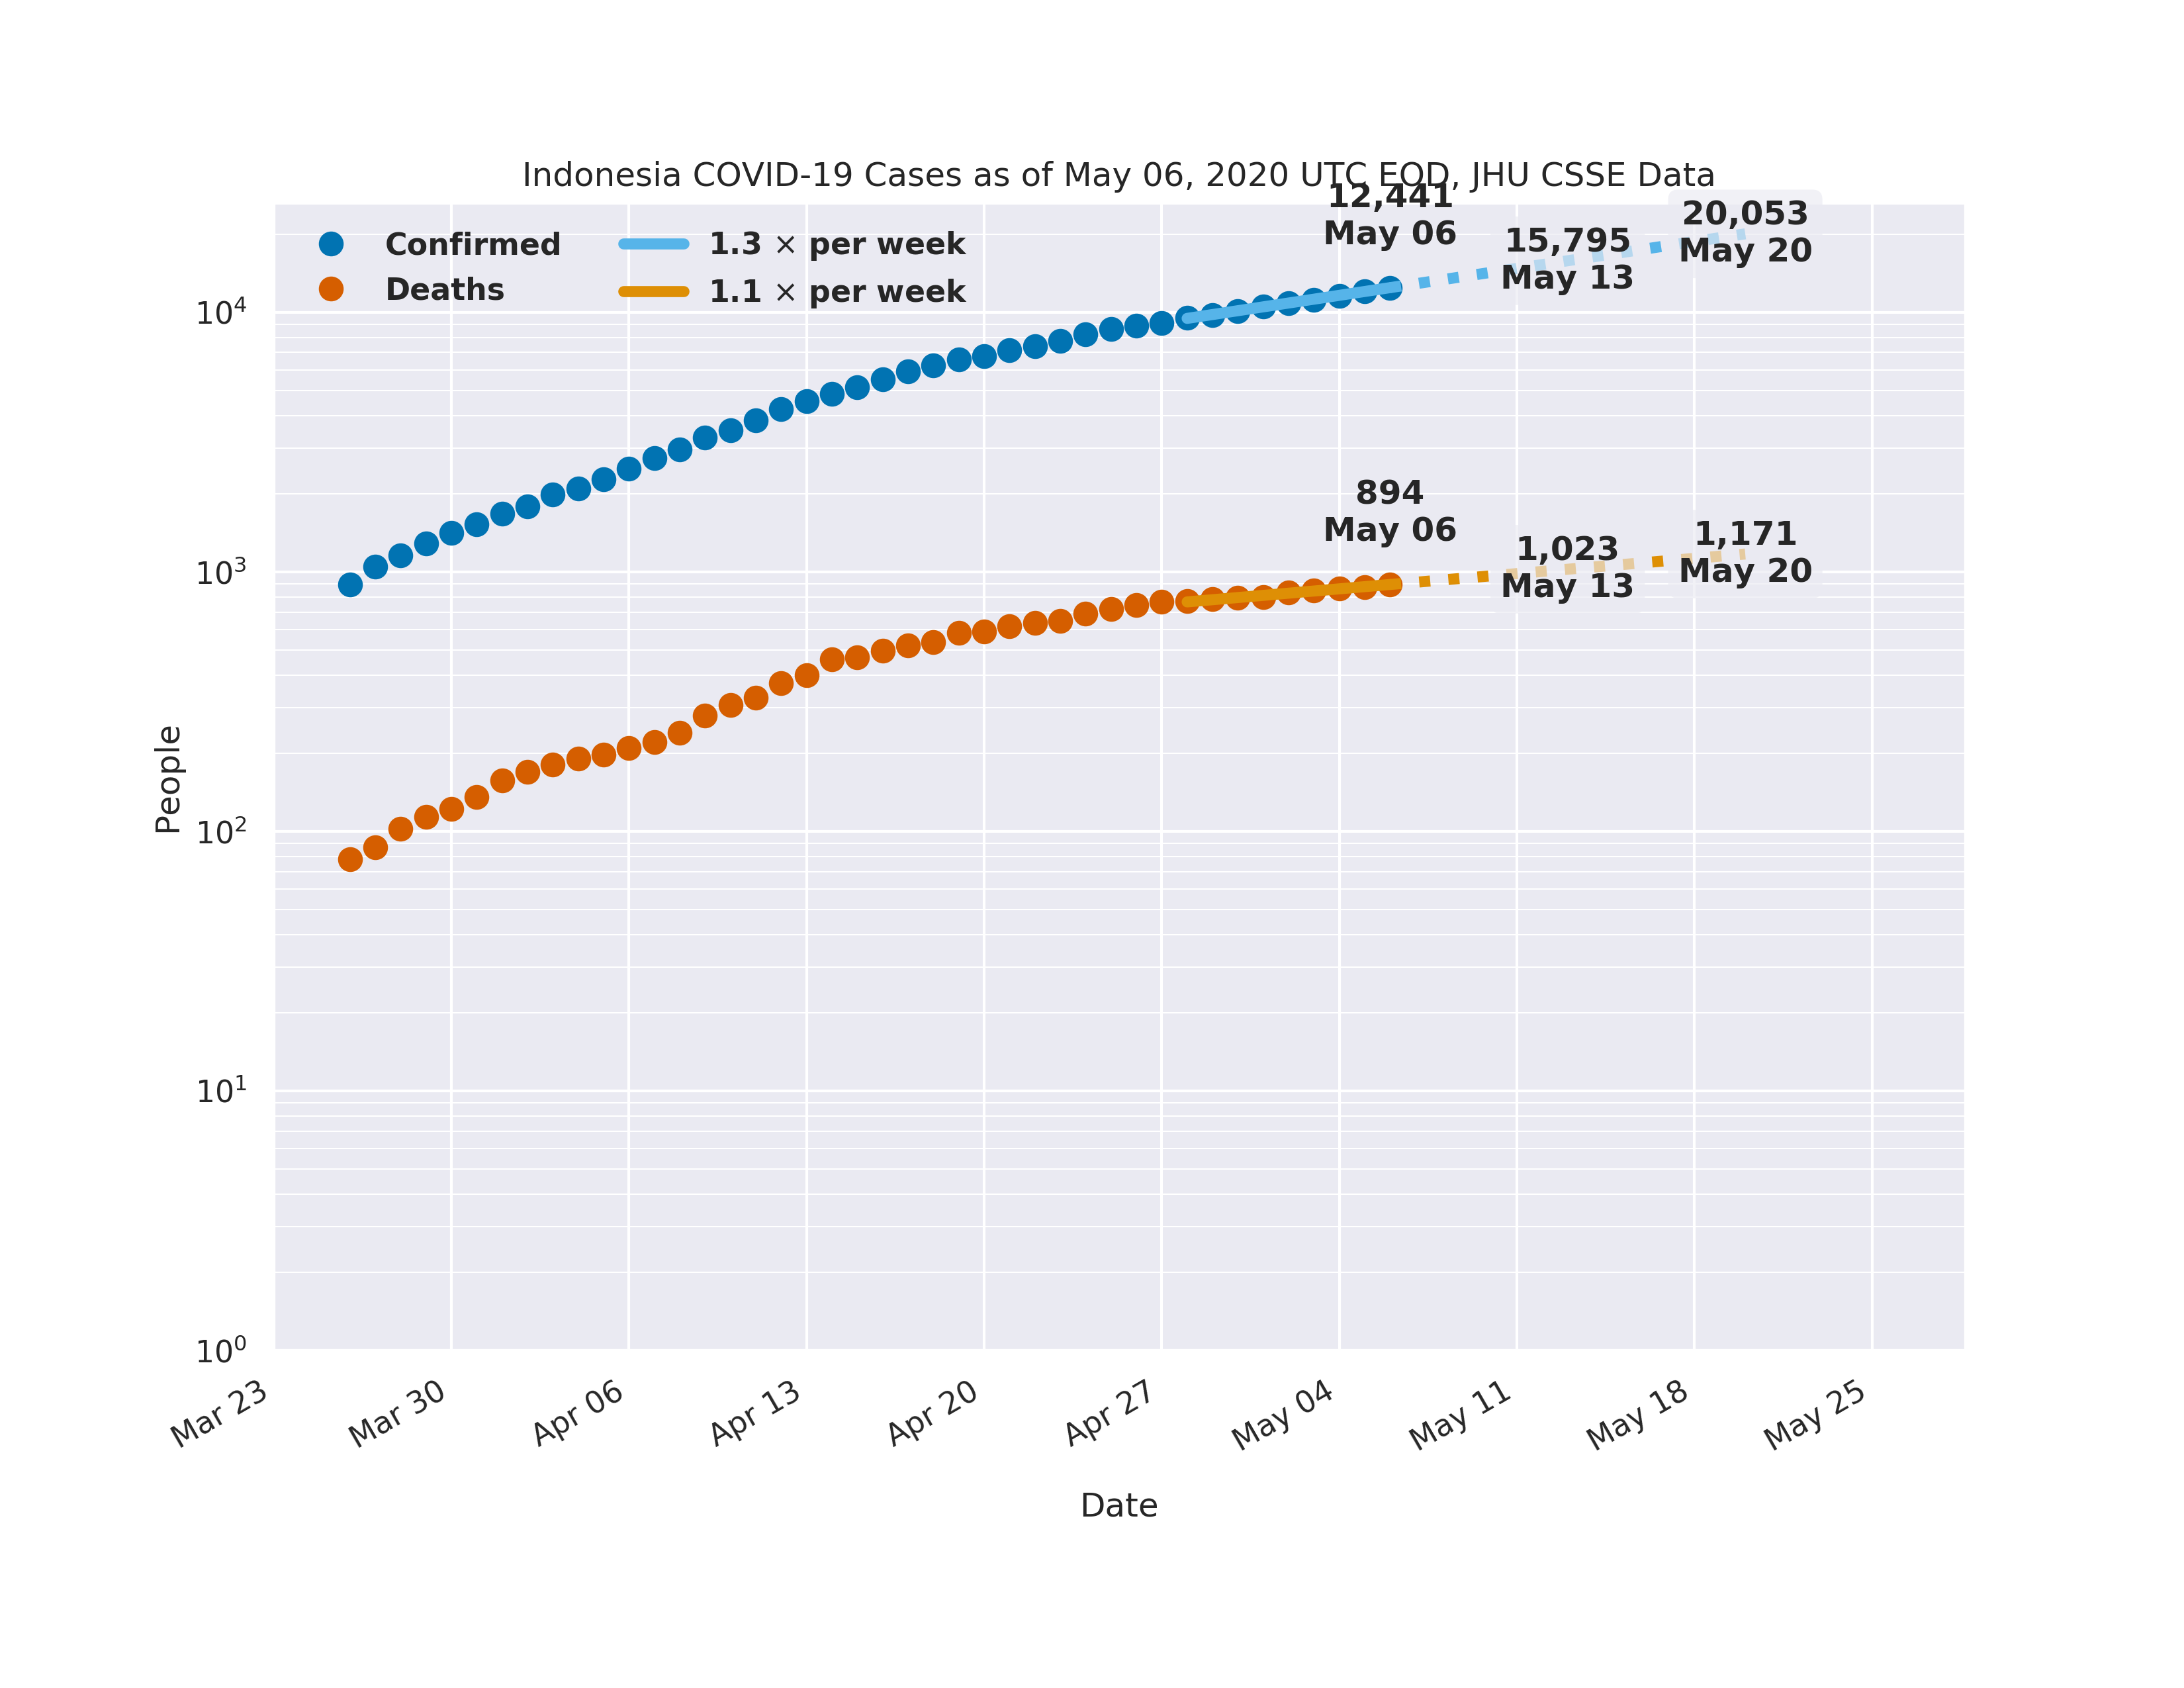 Indonesia COVID-19 Cases as of May 06, 2020 UTC EOD, JHU CSSE Data
Confirmed
Deaths
1.3 × per week
1.1 × per week
12,441
May 06
15,795
May 13
20,053
May 20
894
May 06
1,023
May 13
1,171
May 20
People
10⁴
10³
10²
10¹
10⁰
Mar 23
Mar 30
Apr 06
Apr 13
Apr 20
Apr 27
May 04
May 11
May 18
May 25
Date